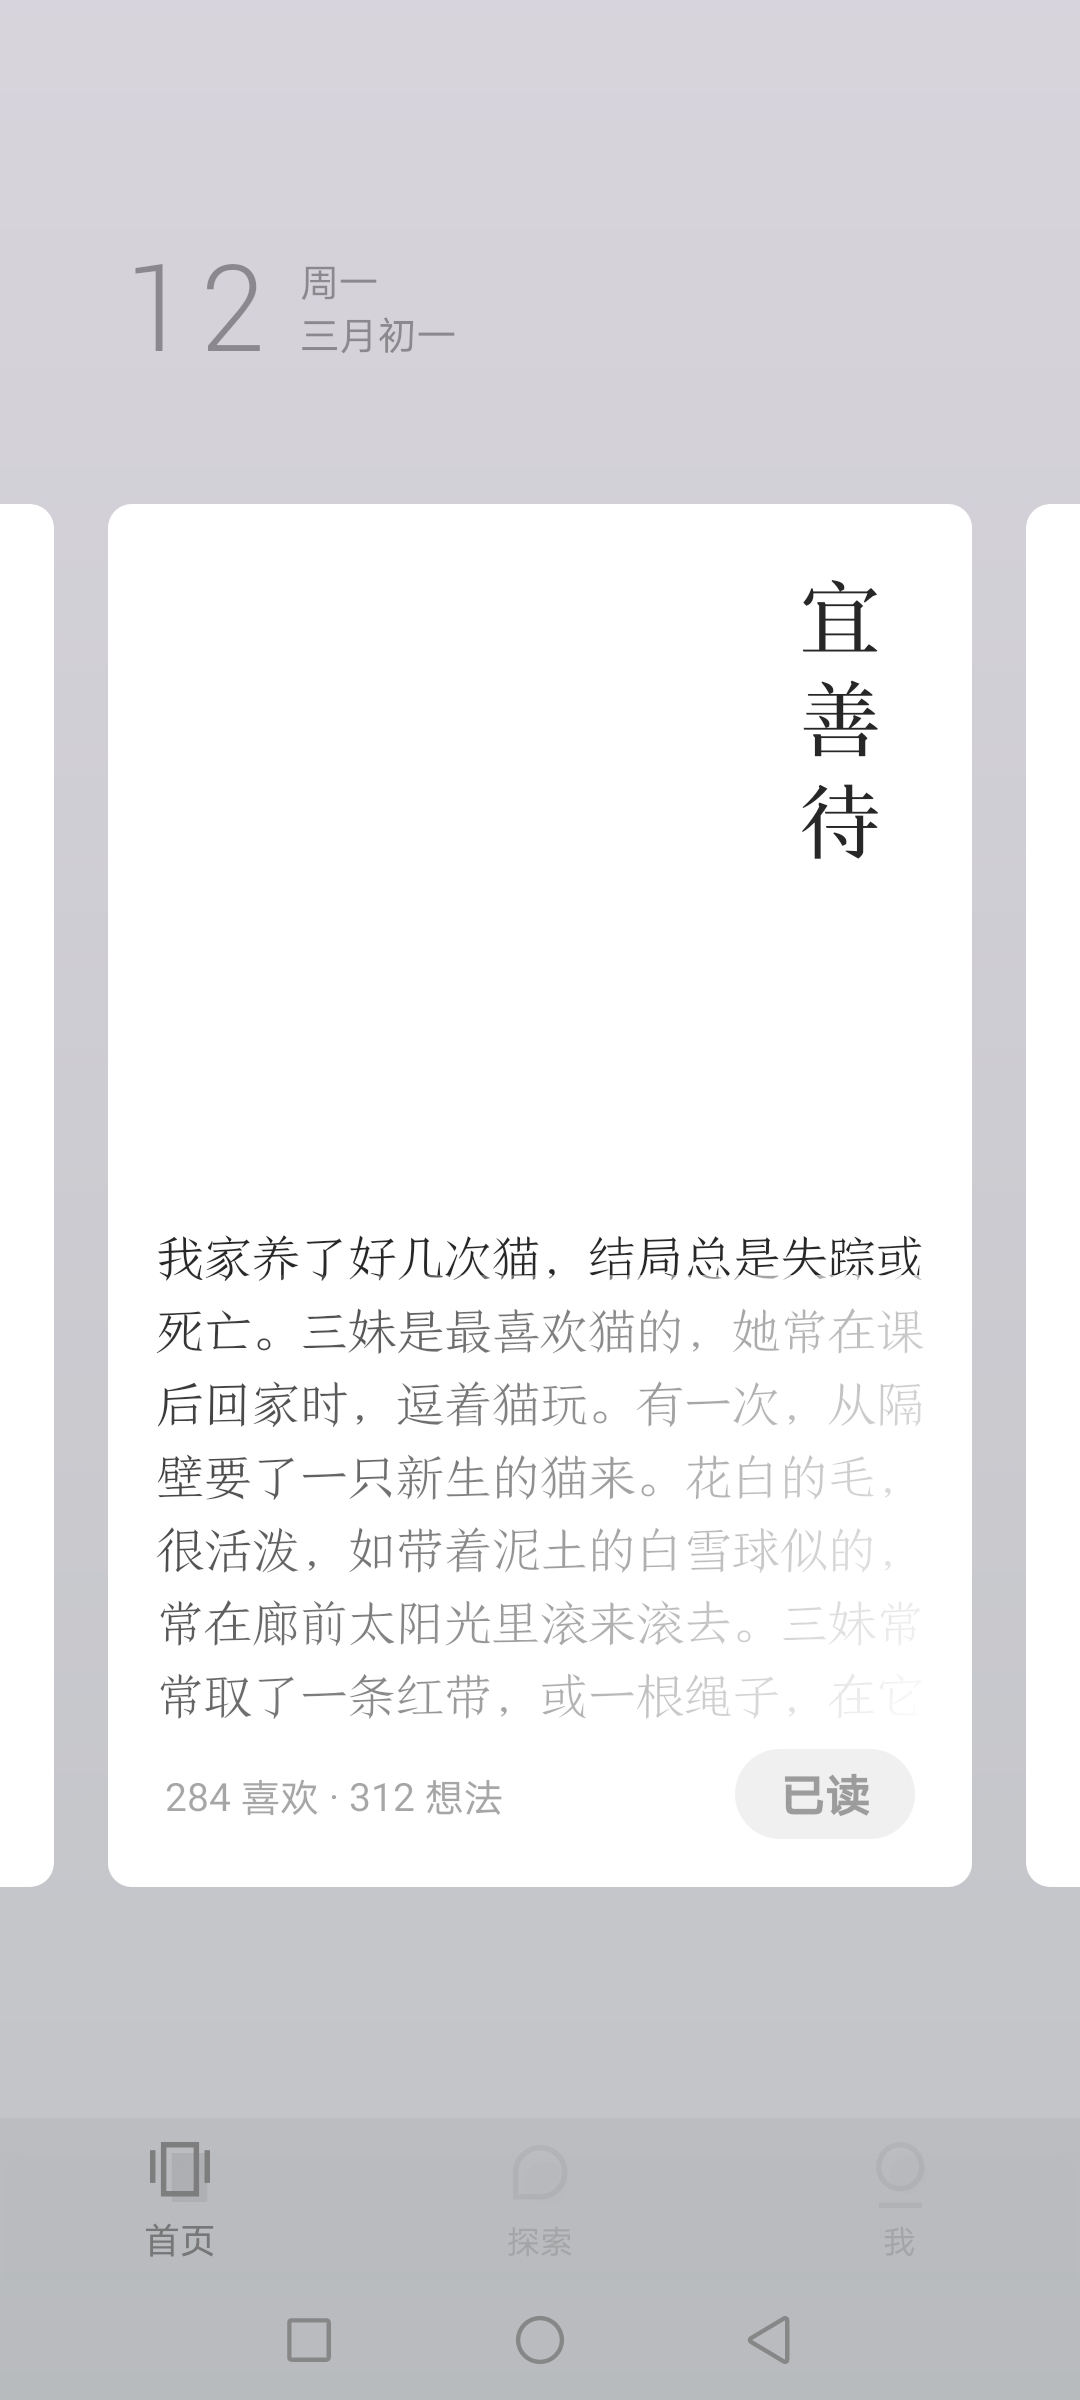 12
周一
三月初一
宜善待
我家养了好几次猫，结局总是失踪或
死亡。三妹是最喜欢猫的，她常在课
后回家时，逗着猫玩。有一次，从隔
壁要了一只新生的猫来。花白的毛，
很活泼，如带着泥土的白雪球似的，
常在廊前太阳光里滚来滚去。三妹常
常取了一条红带，或一根绳子，在它
284 喜欢 · 312 想法
已读
首页
探索
我